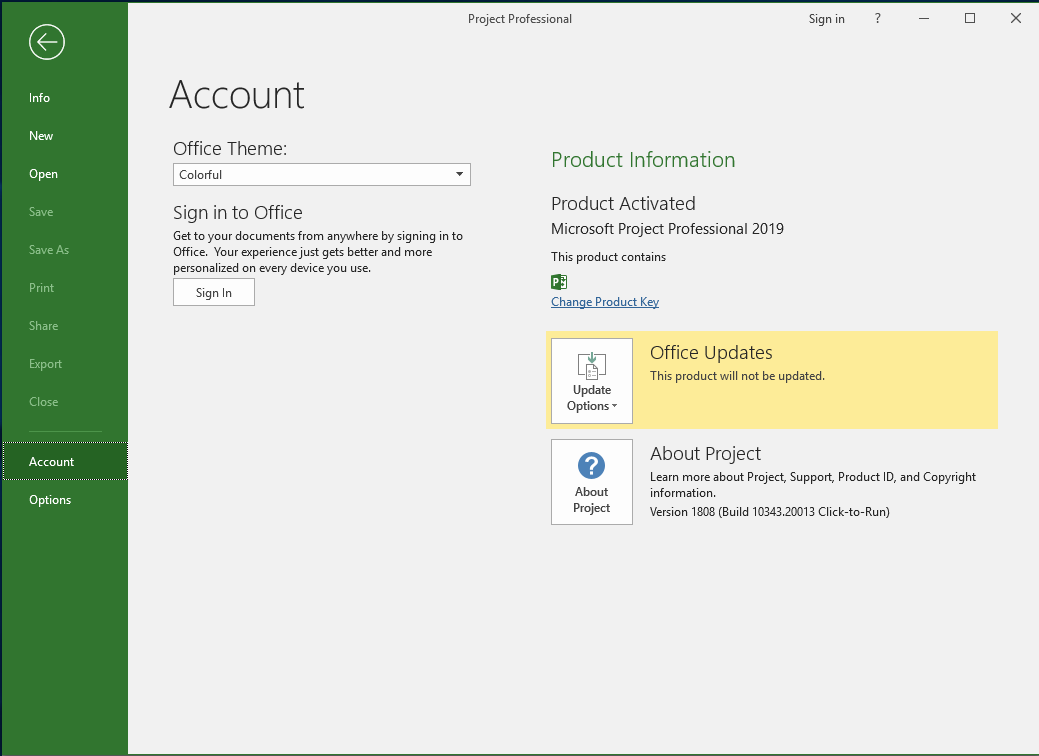 Project Professional
Sign in
?
Info
New
Open
Save
Save As
Print
Share
Export
Close
Account
Options
Account
Office Theme:
Colorful
Sign in to Office
Get to your documents from anywhere by signing in to
Office.  Your experience just gets better and more
personalized on every device you use.
Sign In
Product Information
Product Activated
Microsoft Project Professional 2019
This product contains
P
Change Product Key
Update
Options
Office Updates
This product will not be updated.
?
About
Project
About Project
Learn more about Project, Support, Product ID, and Copyright
information.
Version 1808 (Build 10343.20013 Click-to-Run)